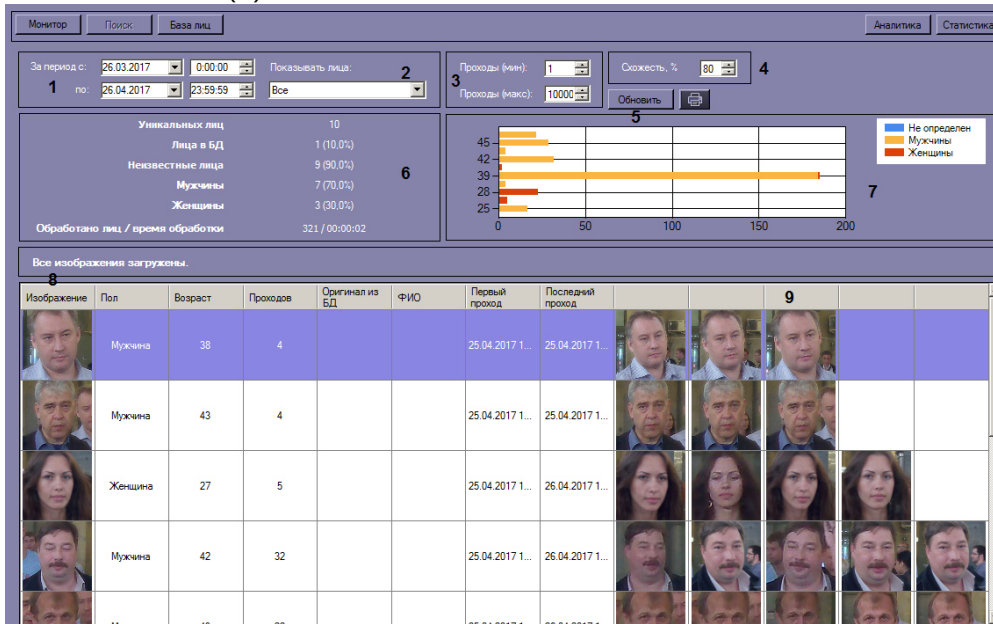 Монитор Поиск База лиц Аналитика Статистика
За период с: 26.03.2017 0:00:00 Показывать лица: 2 Проходы (мин): 1 Схожесть, % 80 4
1 по: 26.04.2017 23:59:59 Все 3 Проходы (макс): 10000 Обновить
5
Уникальных лиц 10
Лица в БД 1 (10,0%)
Неизвестные лица 9 (90,0%)
Мужчины 7 (70,0%)
Женщины 3 (30,0%)
Обработано лиц / время обработки 321 / 00:00:02
6
45
42
39
28
25
0 50 100 150 200
Не определен
Мужчины
Женщины
7
Все изображения загружены.
8
Изображение Пол Возраст Проходов Оригинал из БД ФИО Первый проход Последний проход 9
Мужчина 38 4 25.04.2017 1... 25.04.2017 1...
Мужчина 43 4 25.04.2017 1... 25.04.2017 1...
Женщина 27 5 25.04.2017 1... 26.04.2017 1...
Мужчина 42 32 25.04.2017 1... 26.04.2017 1...